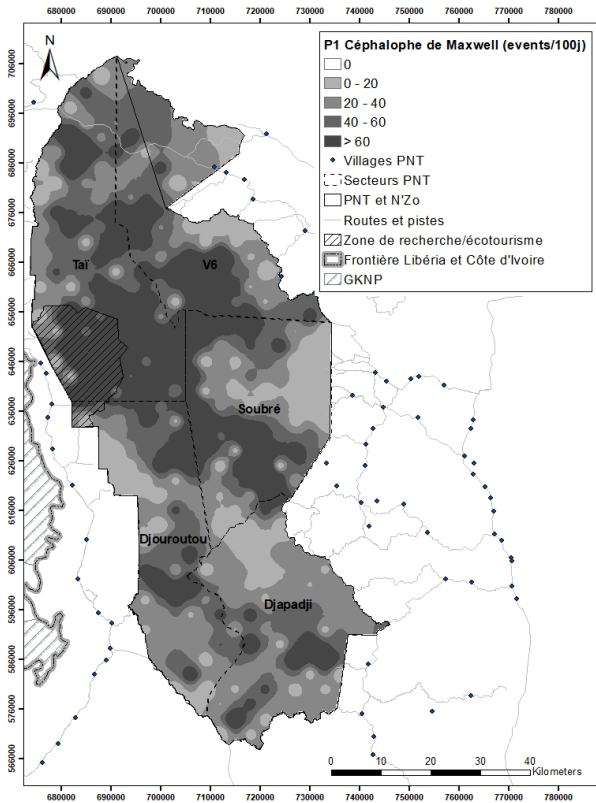 680000 690000 700000 710000 720000 730000 740000 750000 760000 770000 780000
N
P1 Céphalophe de Maxwell (events/100j)
0
0 - 20
20 - 40
40 - 60
> 60
Villages PNT
Secteurs PNT
PNT et N'Zo
Routes et pistes
Zone de recherche/écotourisme
Frontière Libéria et Côte d'Ivoire
GKNP
706000
696000
686000
676000
666000
656000
646000
636000
626000
616000
606000
596000
586000
576000
566000
Taï
V6
Soubré
Djouroutou
Djapadji
0 10 20 30 40
Kilometers
680000 690000 700000 710000 720000 730000 740000 750000 760000 770000 780000